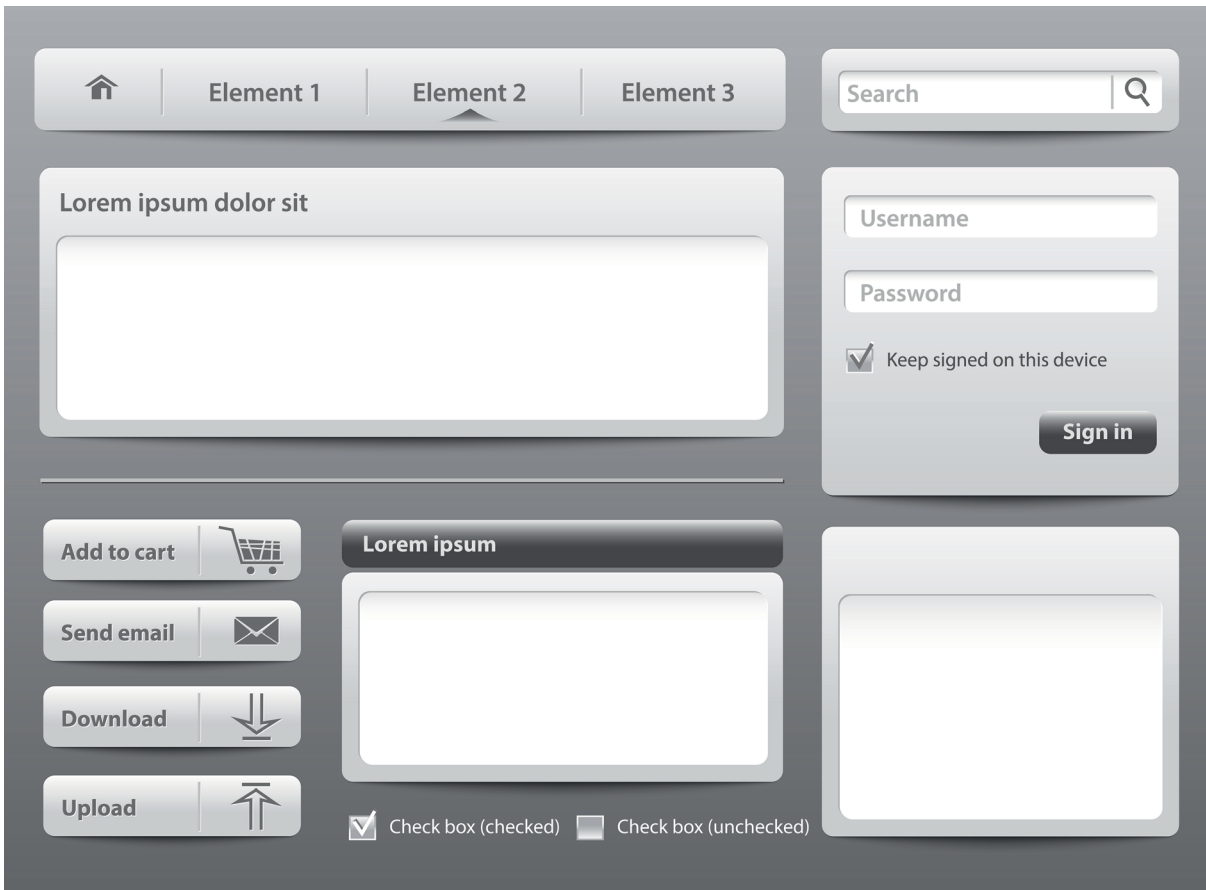 Element 1
Element 2
Element 3
Search
Lorem ipsum dolor sit
Username
Password
Keep signed on this device
Sign in
Add to cart
Send email
Download
Upload
Lorem ipsum
Check box (checked)
Check box (unchecked)